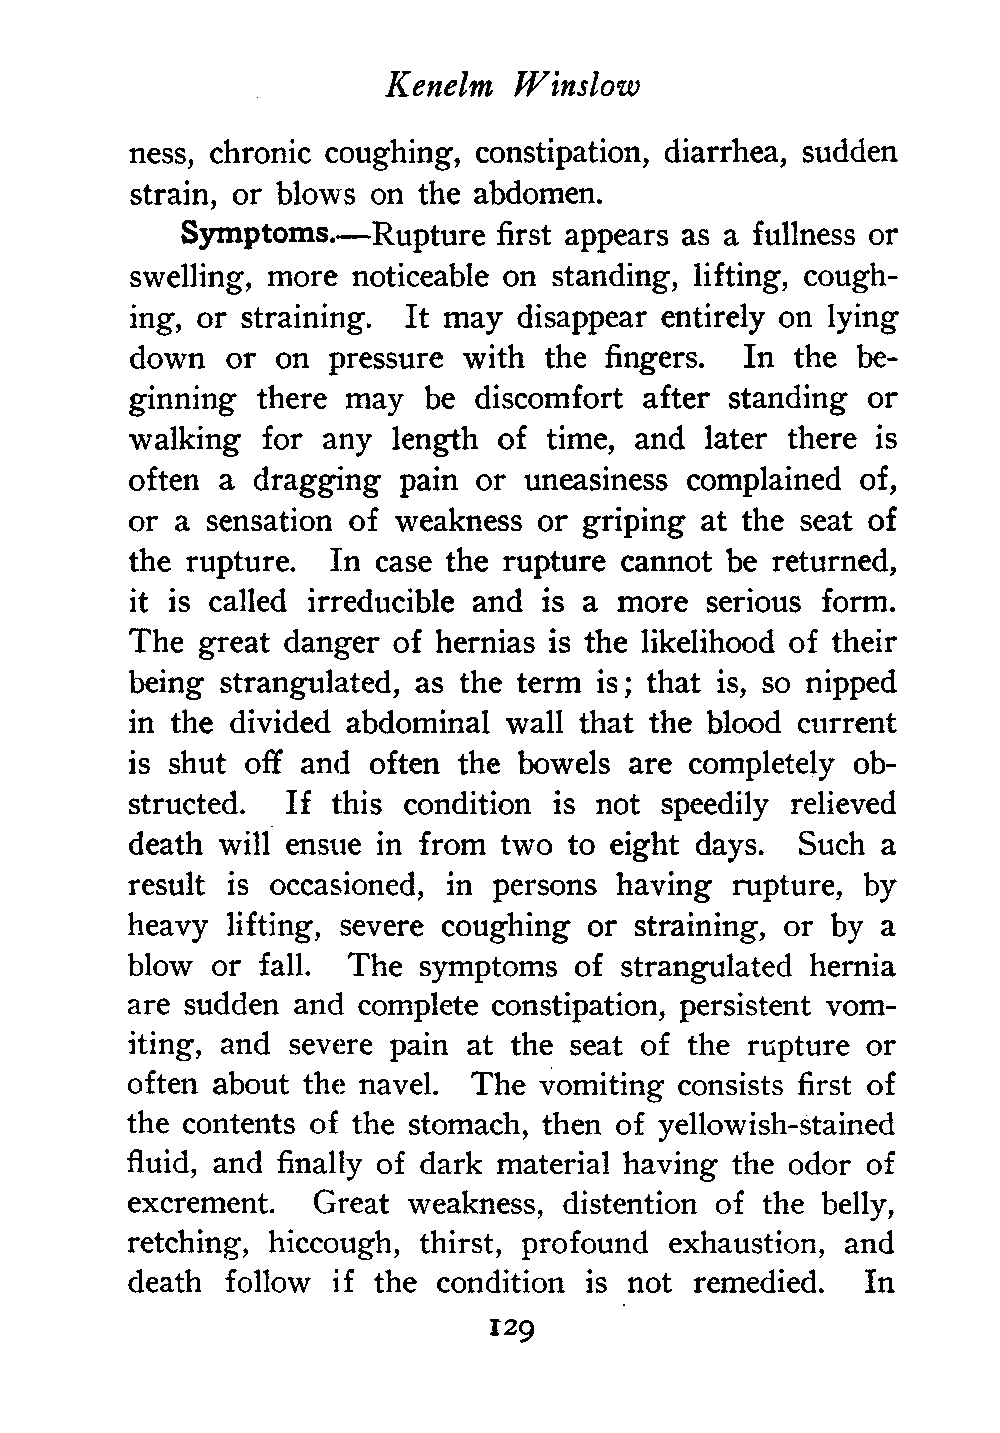 Kenelm Winslow
ness, chronic coughing, constipation, diarrhea, sudden
strain, or blows on the abdomen.
Symptoms.—Rupture first appears as a fullness or
swelling, more noticeable on standing, lifting, cough-
ing, or straining. It may disappear entirely on lying
down or on pressure with the fingers. In the be-
ginning there may be discomfort after standing or
walking for any length of time, and later there is
often a dragging pain or uneasiness complained of,
or a sensation of weakness or griping at the seat of
the rupture. In case the rupture cannot be returned,
it is called irreducible and is a more serious form.
The great danger of hernias is the likelihood of their
being strangulated, as the term is; that is, so nipped
in the divided abdominal wall that the blood current
is shut off and often the bowels are completely ob-
structed. If this condition is not speedily relieved
death will ensue in from two to eight days. Such a
result is occasioned, in persons having rupture, by
heavy lifting, severe coughing or straining, or by a
blow or fall. The symptoms of strangulated hernia
are sudden and complete constipation, persistent vom-
iting, and severe pain at the seat of the rupture or
often about the navel. The vomiting consists first of
the contents of the stomach, then of yellowish-stained
fluid, and finally of dark material having the odor of
excrement. Great weakness, distention of the belly,
retching, hiccough, thirst, profound exhaustion, and
death follow if the condition is not remedied. In
129